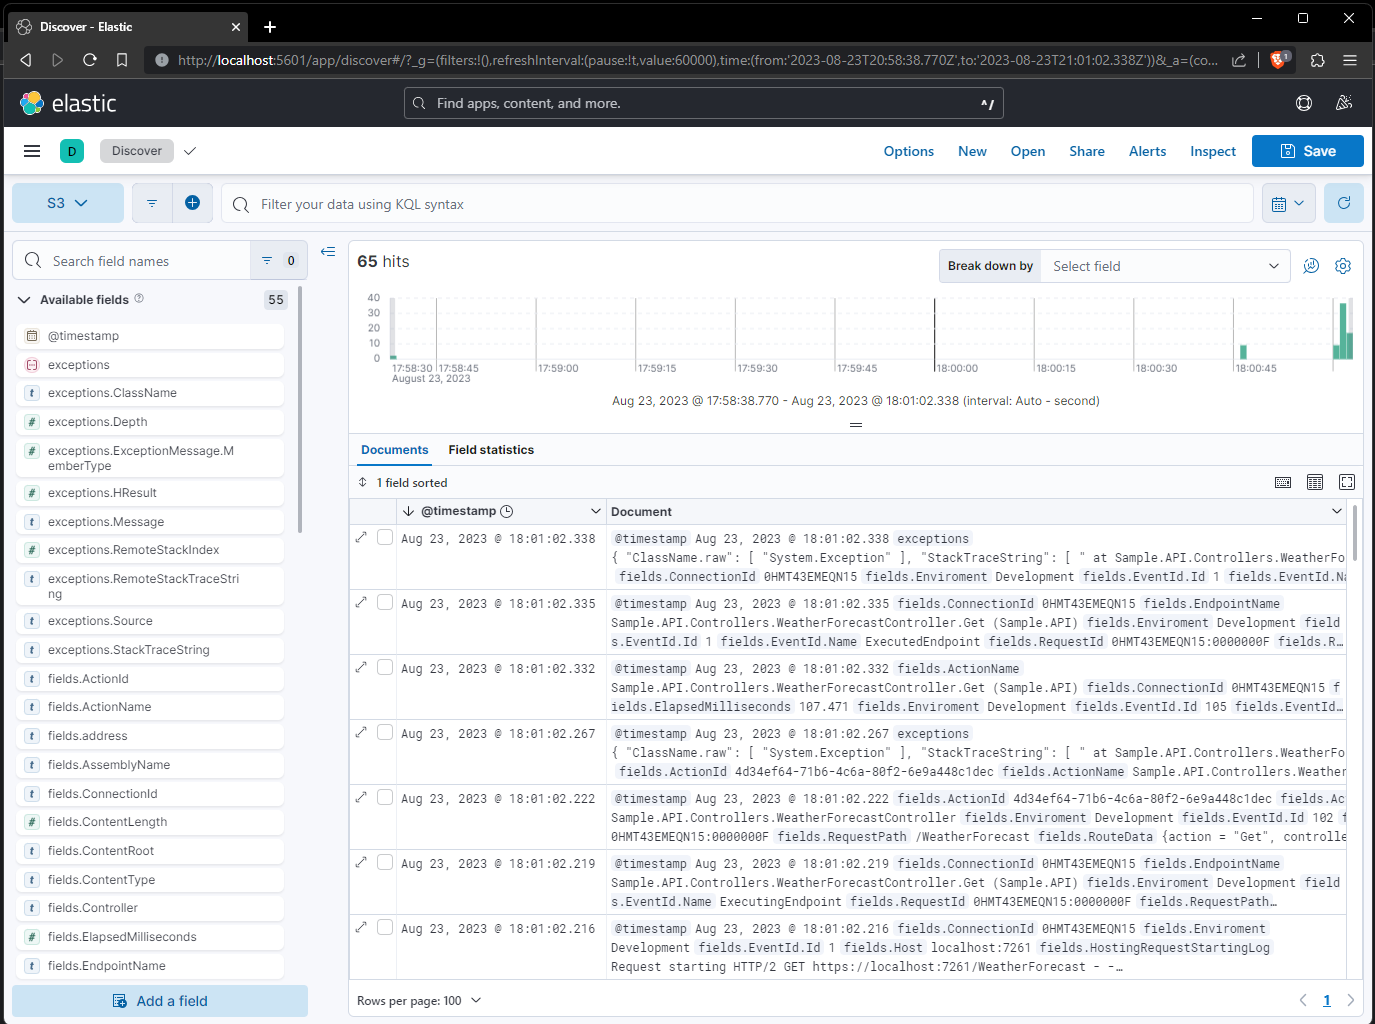 Discover - Elastic
http://localhost:5601/app/discover#/?_g=(filters:!(),refreshInterval:(pause:!t,value:60000),time:(from:'2023-08-23T20:58:38.770Z',to:'2023-08-23T21:01:02.338Z'))&_a=(co...
1
elastic
Find apps, content, and more.
^/
D
Discover
Options
New
Open
Share
Alerts
Inspect
Save
S3
Filter your data using KQL syntax
Search field names
0
Available fields
55
@timestamp
exceptions
exceptions.ClassName
exceptions.Depth
exceptions.ExceptionMessage.M
emberType
exceptions.HResult
exceptions.Message
exceptions.RemoteStackIndex
exceptions.RemoteStackTraceStri
ng
exceptions.Source
exceptions.StackTraceString
fields.ActionId
fields.ActionName
fields.address
fields.AssemblyName
fields.ConnectionId
fields.ContentLength
fields.ContentRoot
fields.ContentType
fields.Controller
fields.ElapsedMilliseconds
fields.EndpointName
Add a field
65 hits
Break down by
Select field
40
30
20
10
0
17:58:30
August 23, 2023
17:58:45
17:59:00
17:59:15
17:59:30
17:59:45
18:00:00
18:00:15
18:00:30
18:00:45
Aug 23, 2023 @ 17:58:38.770 - Aug 23, 2023 @ 18:01:02.338 (interval: Auto - second)
Documents
Field statistics
1 field sorted
@timestamp
Document
Aug 23, 2023 @ 18:01:02.338
@timestamp Aug 23, 2023 @ 18:01:02.338 exceptions
{ "ClassName.raw": [ "System.Exception" ], "StackTraceString": [ " at Sample.API.Controllers.WeatherFo
fields.ConnectionId 0HMT43EMEQN15 fields.Enviroment Development fields.EventId.Id 1 fields.EventId.Na
Aug 23, 2023 @ 18:01:02.335
@timestamp Aug 23, 2023 @ 18:01:02.335 fields.ConnectionId 0HMT43EMEQN15 fields.EndpointName
Sample.API.Controllers.WeatherForecastController.Get (Sample.API) fields.Enviroment Development field
s.EventId.Id 1 fields.EventId.Name ExecutedEndpoint fields.RequestId 0HMT43EMEQN15:0000000F fields.R...
Aug 23, 2023 @ 18:01:02.332
@timestamp Aug 23, 2023 @ 18:01:02.332 fields.ActionName
Sample.API.Controllers.WeatherForecastController.Get (Sample.API) fields.ConnectionId 0HMT43EMEQN15 f
ields.ElapsedMilliseconds 107.471 fields.Enviroment Development fields.EventId.Id 105 fields.EventId...
Aug 23, 2023 @ 18:01:02.267
@timestamp Aug 23, 2023 @ 18:01:02.267 exceptions
{ "ClassName.raw": [ "System.Exception" ], "StackTraceString": [ " at Sample.API.Controllers.WeatherFo
fields.ActionId 4d34ef64-71b6-4c6a-80f2-6e9a448c1dec fields.ActionName Sample.API.Controllers.Weather
Aug 23, 2023 @ 18:01:02.222
@timestamp Aug 23, 2023 @ 18:01:02.222 fields.ActionId 4d34ef64-71b6-4c6a-80f2-6e9a448c1dec fields.Ac
Sample.API.Controllers.WeatherForecastController fields.Enviroment Development fields.EventId.Id 102 f
0HMT43EMEQN15:0000000F fields.RequestPath /WeatherForecast fields.RouteData {action = "Get", controlle
Aug 23, 2023 @ 18:01:02.219
@timestamp Aug 23, 2023 @ 18:01:02.219 fields.ConnectionId 0HMT43EMEQN15 fields.EndpointName
Sample.API.Controllers.WeatherForecastController.Get (Sample.API) fields.Enviroment Development field
s.EventId.Name ExecutingEndpoint fields.RequestId 0HMT43EMEQN15:0000000F fields.RequestPath...
Aug 23, 2023 @ 18:01:02.216
@timestamp Aug 23, 2023 @ 18:01:02.216 fields.ConnectionId 0HMT43EMEQN15 fields.Enviroment
Development fields.EventId.Id 1 fields.Host localhost:7261 fields.HostingRequestStartingLog
Request starting HTTP/2 GET https://localhost:7261/WeatherForecast - -...
Rows per page: 100
1